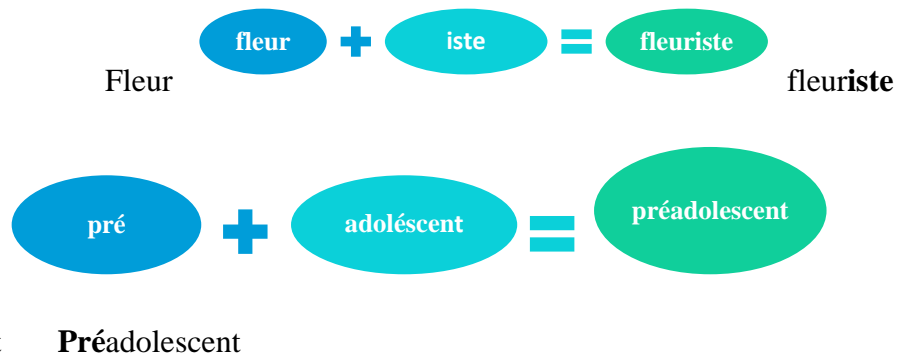 fleur + iste = fleuriste
Fleur fleuriste
pré + adoléscent = préadolescent
Préadolescent